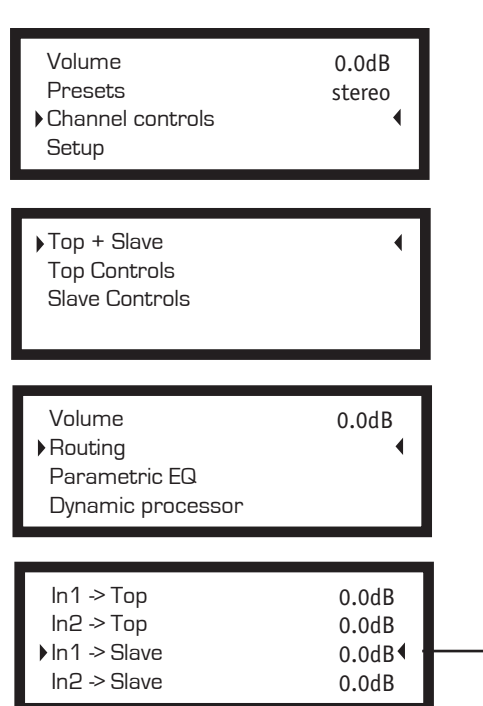 Volume 0.0dB
Presets stereo
Channel controls
Setup
Top + Slave
Top Controls
Slave Controls
Volume 0.0dB
Routing
Parametric EQ
Dynamic processor
In1 -> Top 0.0dB
In2 -> Top 0.0dB
In1 -> Slave 0.0dB
In2 -> Slave 0.0dB